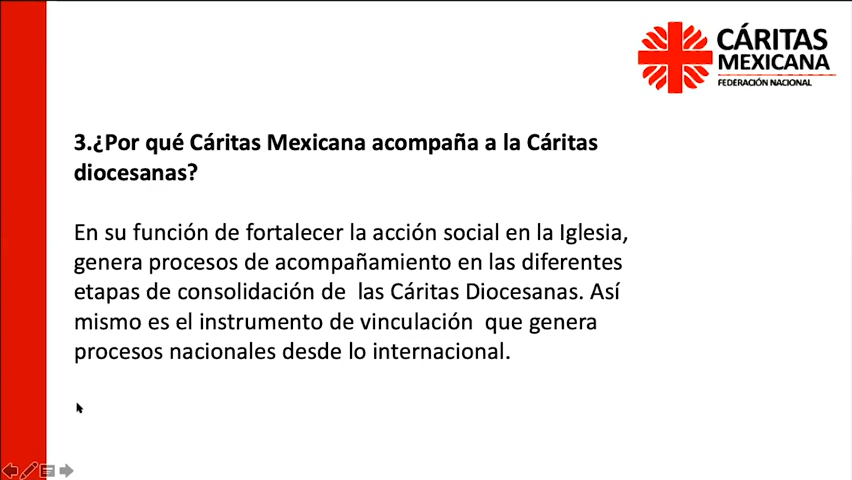 CÁRITAS
MEXICANA
FEDERACIÓN NACIONAL
3.¿Por qué Cáritas Mexicana acompaña a la Cáritas
diocesanas?
En su función de fortalecer la acción social en la Iglesia,
genera procesos de acompañamiento en las diferentes
etapas de consolidación de  las Cáritas Diocesanas. Así
mismo es el instrumento de vinculación  que genera
procesos nacionales desde lo internacional.